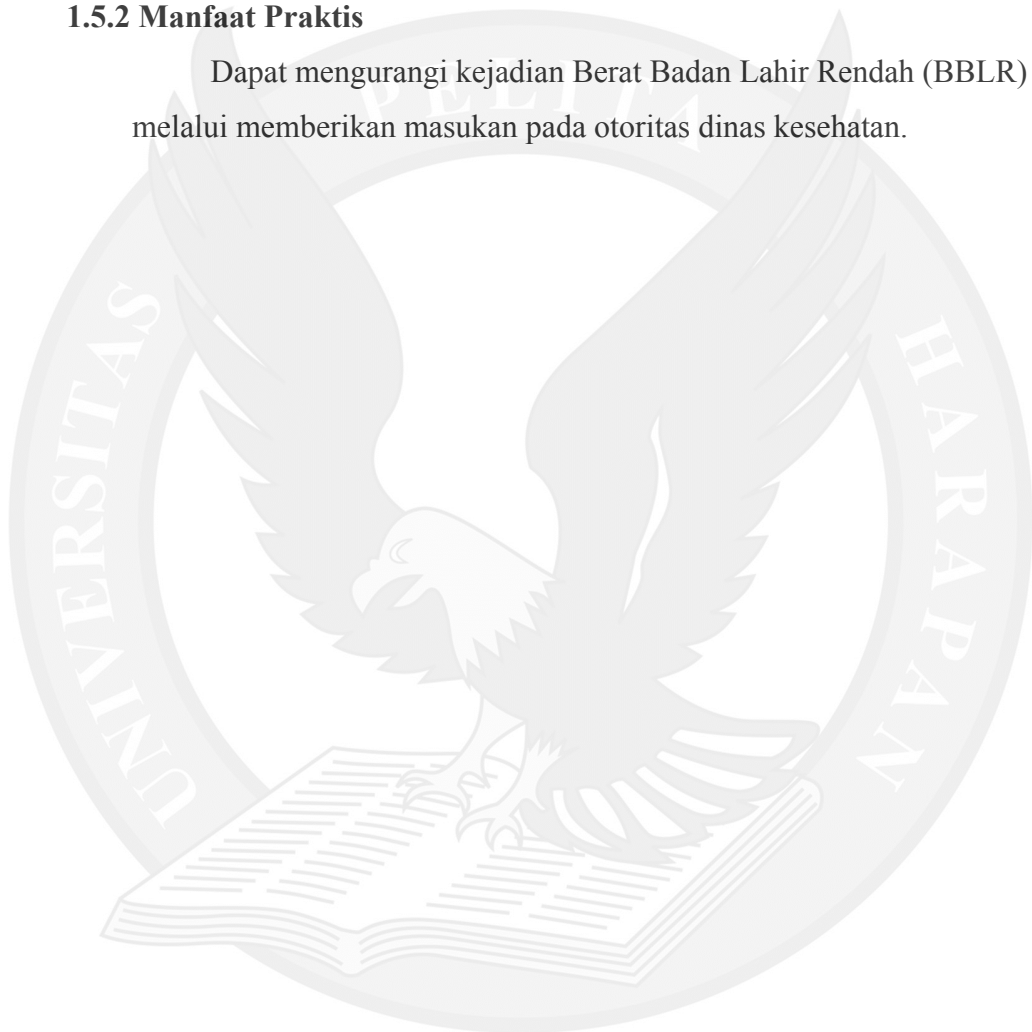 1.5.2 Manfaat Praktis
Dapat mengurangi kejadian Berat Badan Lahir Rendah (BBLR)
melalui memberikan masukan pada otoritas dinas kesehatan.
UNIVERSITAS PELITA HARAPAN